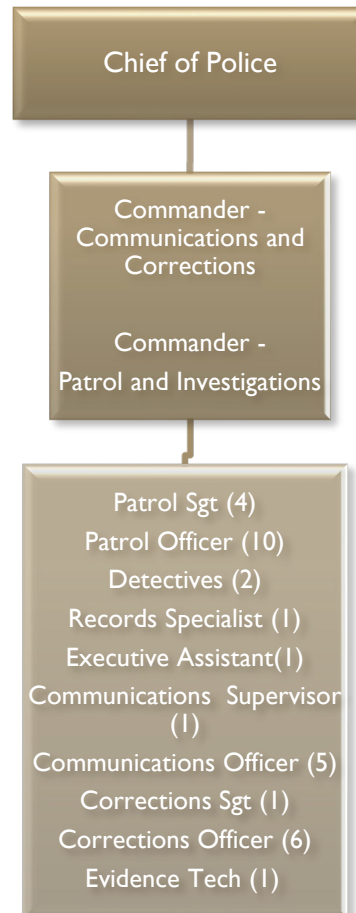 Chief of Police
Commander -
Communications and
Corrections
Commander -
Patrol and Investigations
Patrol Sgt (4)
Patrol Officer (10)
Detectives (2)
Records Specialist (1)
Executive Assistant(1)
Communications Supervisor
(1)
Communications Officer (5)
Corrections Sgt (1)
Corrections Officer (6)
Evidence Tech (1)